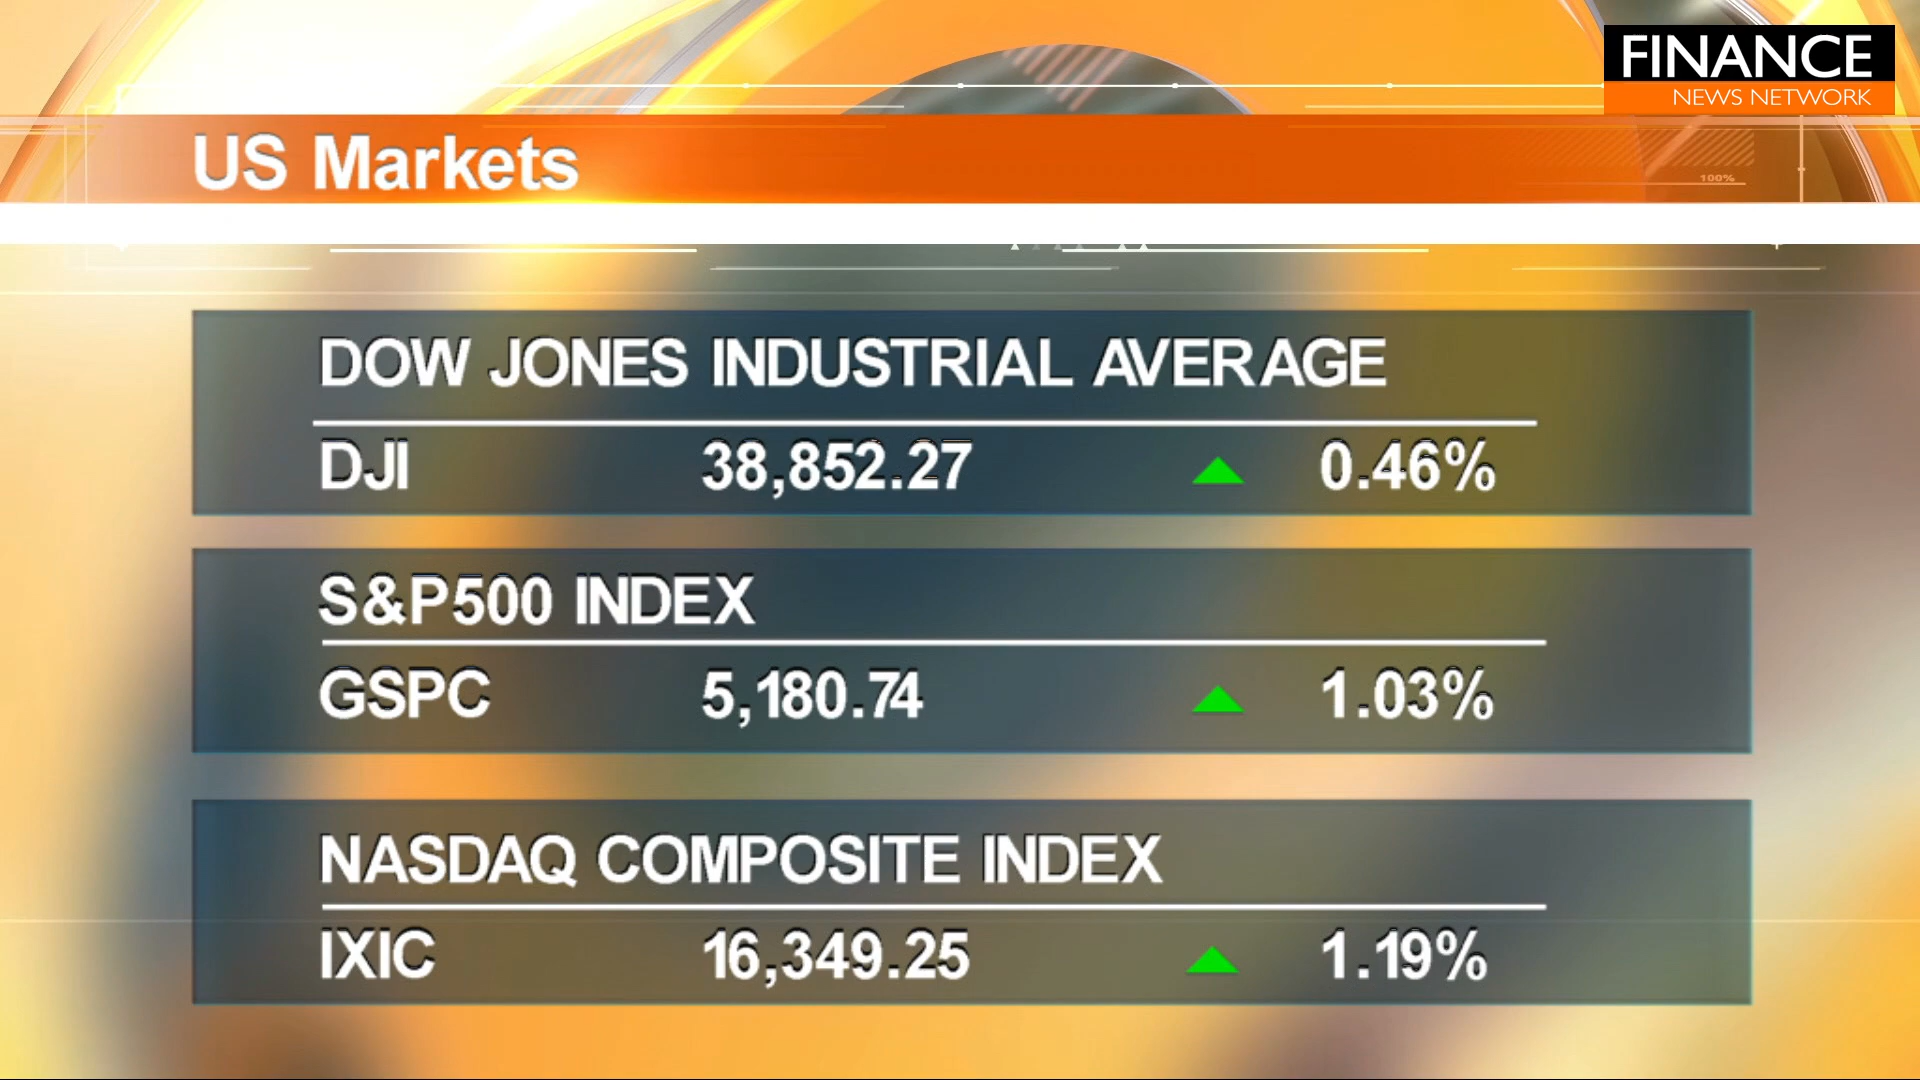 FINANCE
NEWS NETWORK
US Markets
100%
DOW JONES INDUSTRIAL AVERAGE
DJI 38,852.27 0.46%
S&P500 INDEX
GSPC 5,180.74 1.03%
NASDAQ COMPOSITE INDEX
IXIC 16,349.25 1.19%